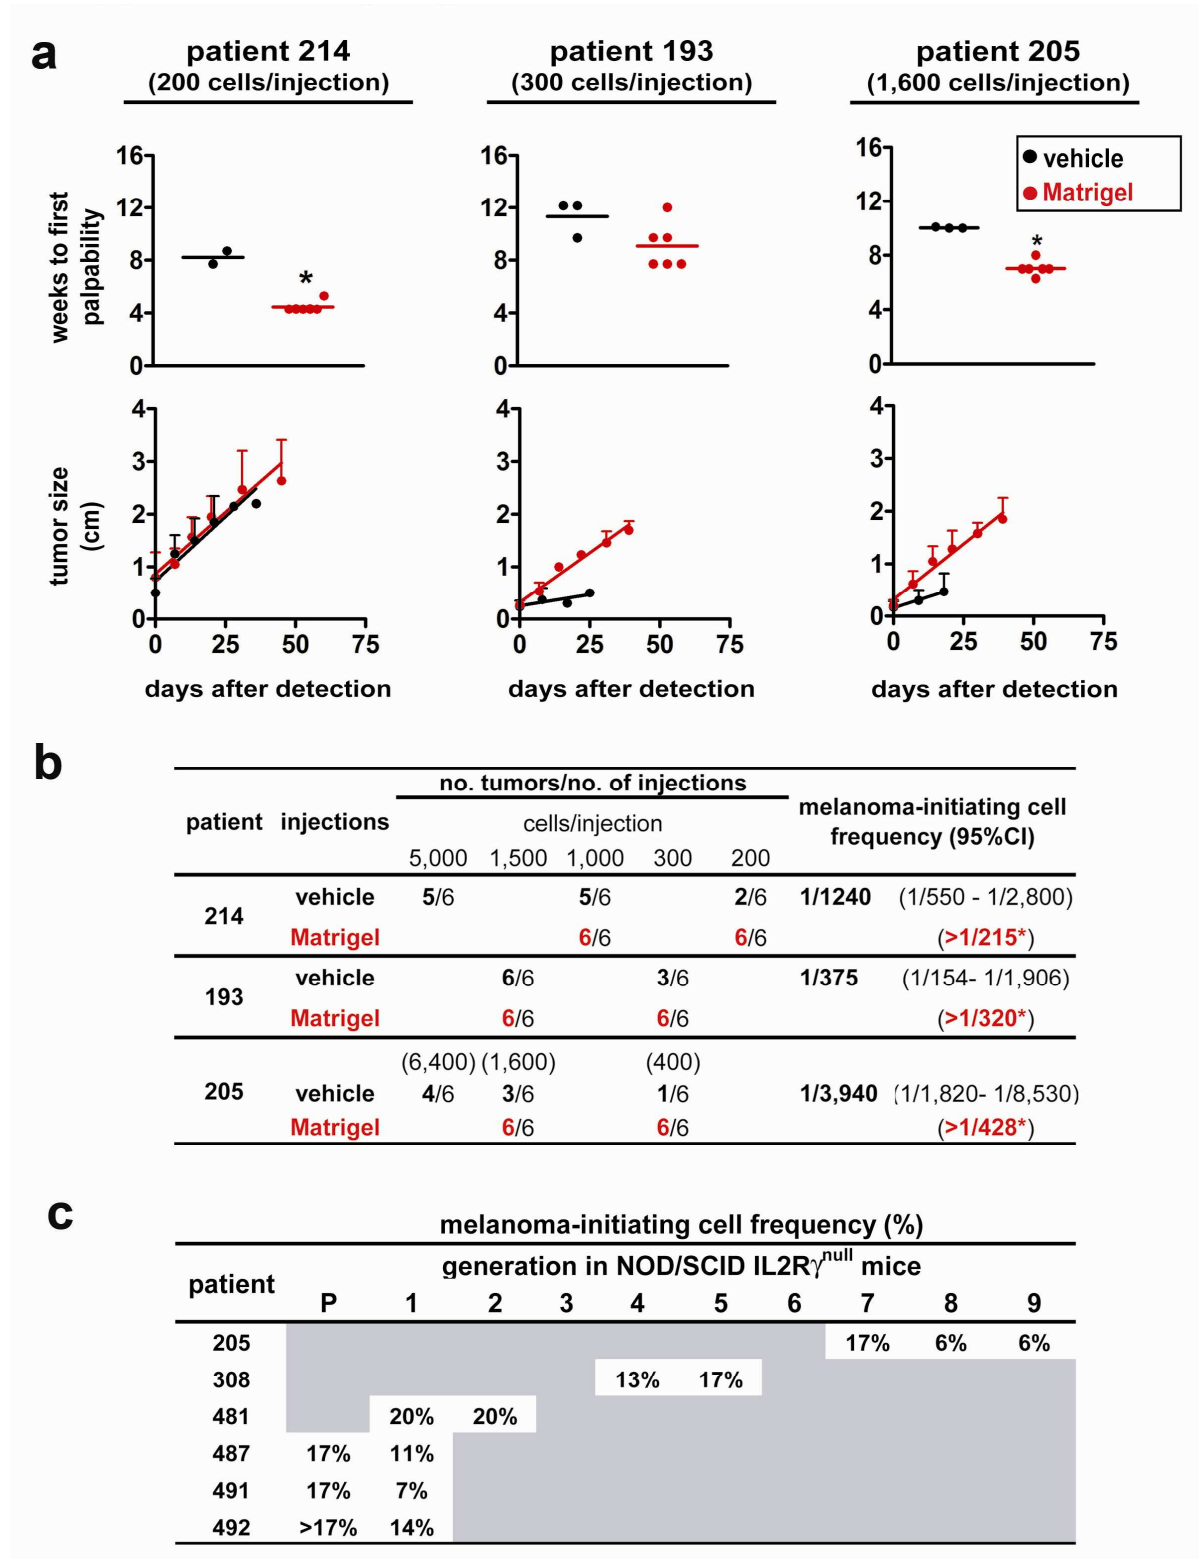 a
patient 214 patient 193 patient 205
(200 cells/injection) (300 cells/injection) (1,600 cells/injection)
vehicle
Matrigel
weeks to first
palpability
16 16 16
12 12 12
8 8 8
4 4 4
0 0 0
* *
tumor size
(cm)
4 4 4
3 3 3
2 2 2
1 1 1
0 0 0
0 25 50 75 0 25 50 75 0 25 50 75
days after detection days after detection days after detection
b
no. tumors/no. of injections
patient injections cells/injection melanoma-initiating cell
frequency (95%CI)
5,000 1,500 1,000 300 200
214
vehicle 5/6 5/6 2/6 1/1240 (1/550 - 1/2,800)
Matrigel 6/6 6/6 (>1/215*)
193
vehicle 6/6 3/6 1/375 (1/154- 1/1,906)
Matrigel 6/6 6/6 (>1/320*)
205
(6,400) (1,600) (400)
vehicle 4/6 3/6 1/6 1/3,940 (1/1,820- 1/8,530)
Matrigel 6/6 6/6 (>1/428*)
c
melanoma-initiating cell frequency (%)
patient
generation in NOD/SCID IL2Rγnull mice
P 1 2 3 4 5 6 7 8 9
205 17% 6% 6%
308 13% 17%
481 20% 20%
487 17% 11%
491 17% 7%
492 >17% 14%